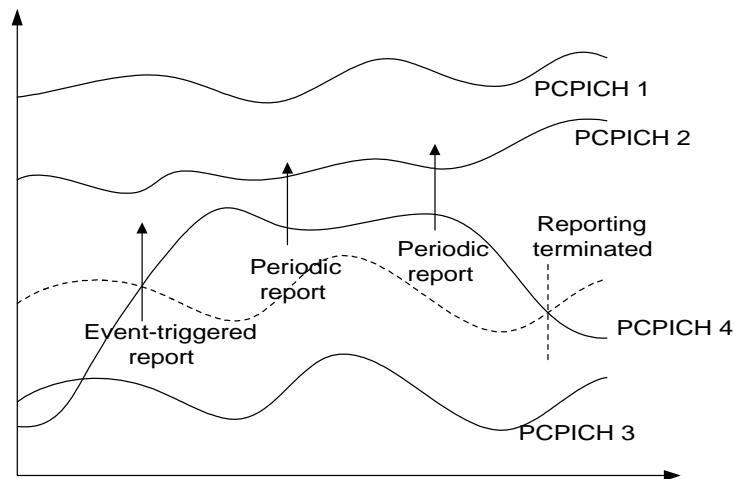 PCPICH 1
PCPICH 2
Reporting
terminated
Periodic
report
Periodic
report
Event-triggered
report
PCPICH 4
PCPICH 3